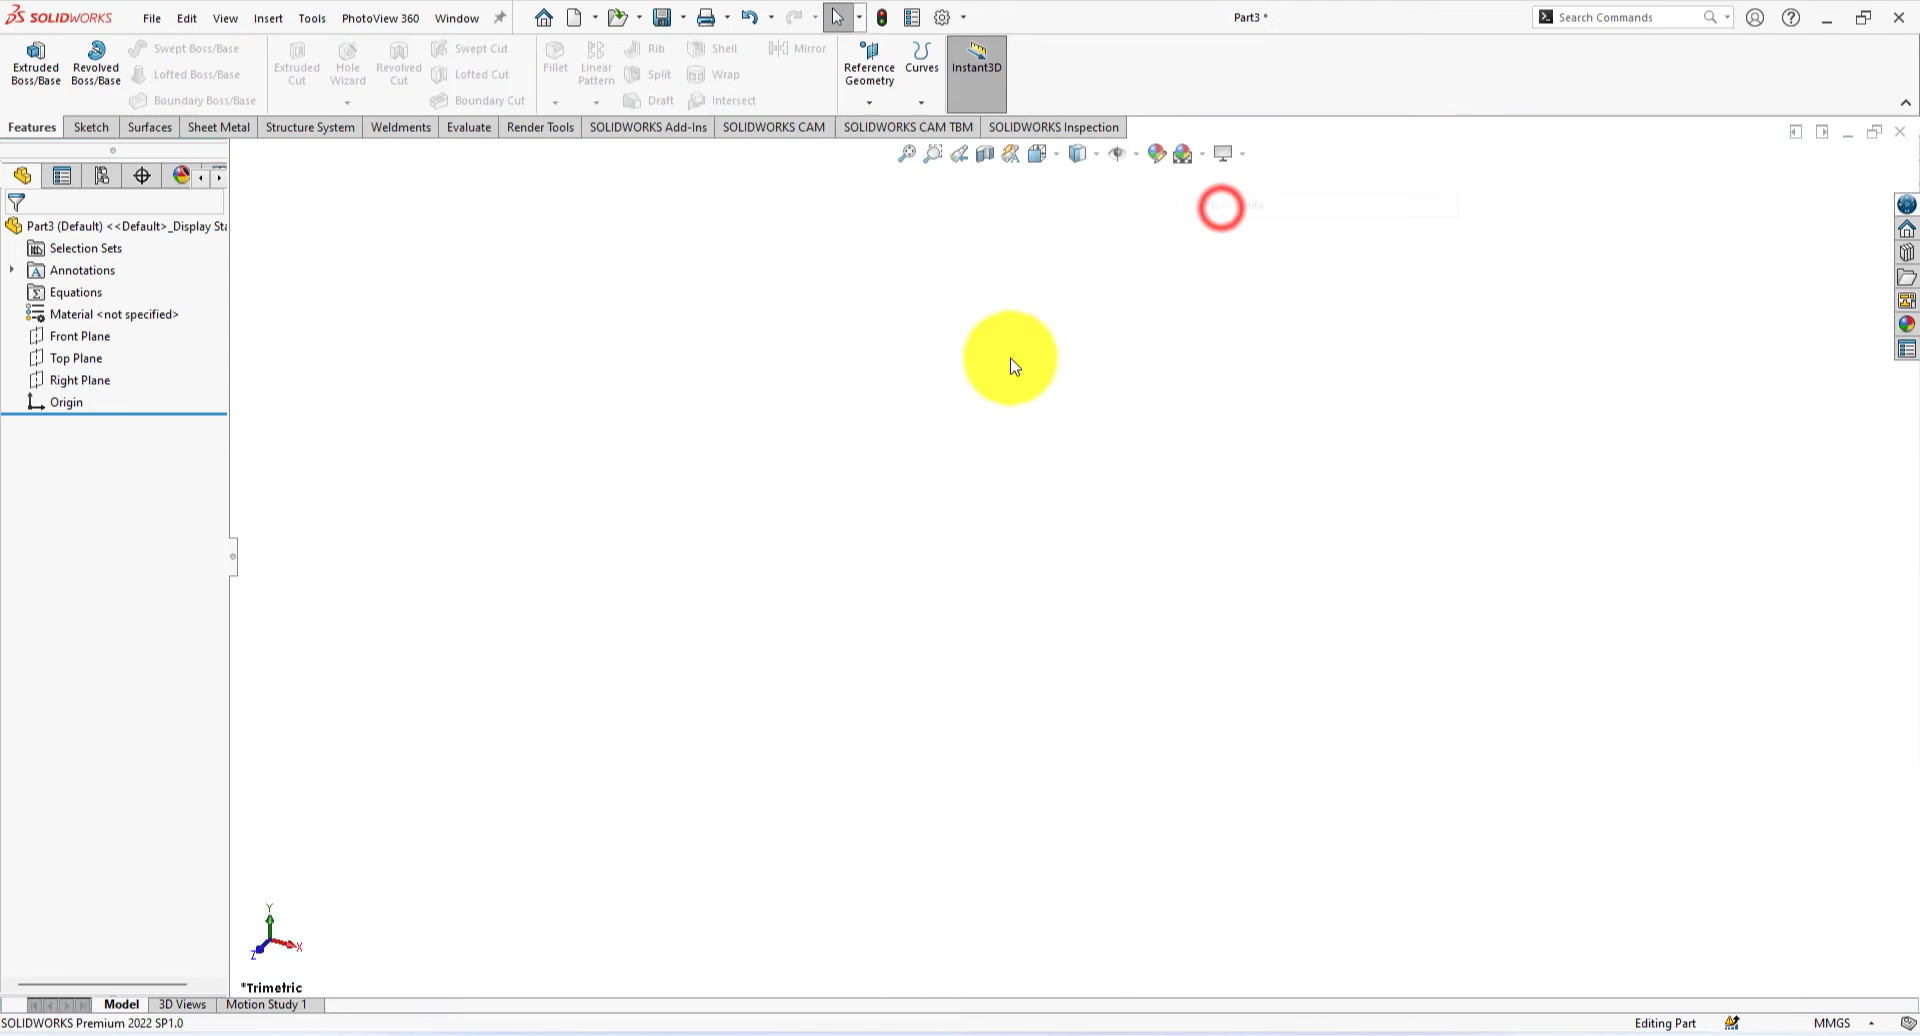 SOLIDWORKS File Edit View Insert Tools PhotoView 360 Window Part3 * Search Commands
Extruded Boss/Base
Revolved Boss/Base
Swept Boss/Base
Lofted Boss/Base
Boundary Boss/Base
Extruded Cut
Hole Wizard
Revolved Cut
Swept Cut
Lofted Cut
Boundary Cut
Fillet
Linear Pattern
Rib
Split
Draft
Shell
Wrap
Intersect
Mirror
Reference Geometry
Curves
Instant3D
Features Sketch Surfaces Sheet Metal Structure System Weldments Evaluate Render Tools SOLIDWORKS Add-Ins SOLIDWORKS CAM SOLIDWORKS CAM TBM SOLIDWORKS Inspection
Part3 (Default) <<Default>_Display Sta
Selection Sets
Annotations
Equations
Material <not specified>
Front Plane
Top Plane
Right Plane
Origin
Y
X
Z
*Trimetric
Model 3D Views Motion Study 1
SOLIDWORKS Premium 2022 SP1.0 Editing Part MMGS